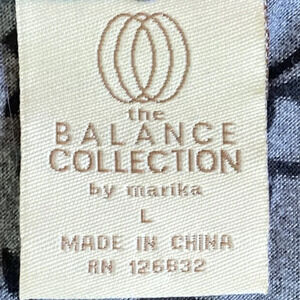 the
BALANCE
COLLECTION
by marika
L
MADE IN CHINA
RN 126832